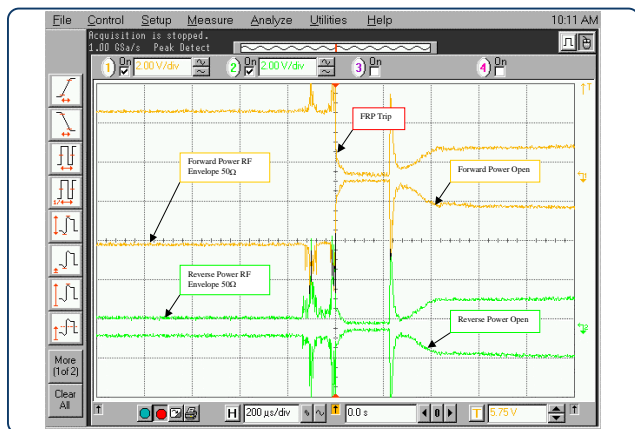 File Control Setup Measure Analyze Utilities Help 10:11 AM
Acquisition is stopped.
1.00 GSa/s Peak Detect
1 On 2.00 V/div 2 On 2.00 V/div 3 On 4 On
FRP Trip
Forward Power RF
Envelope 50Ω
Forward Power Open
Reverse Power RF
Envelope 50Ω
Reverse Power Open
More
(1of 2)
Clear
All
H 200 µs/div 0.0 s 0 T 5.75 V